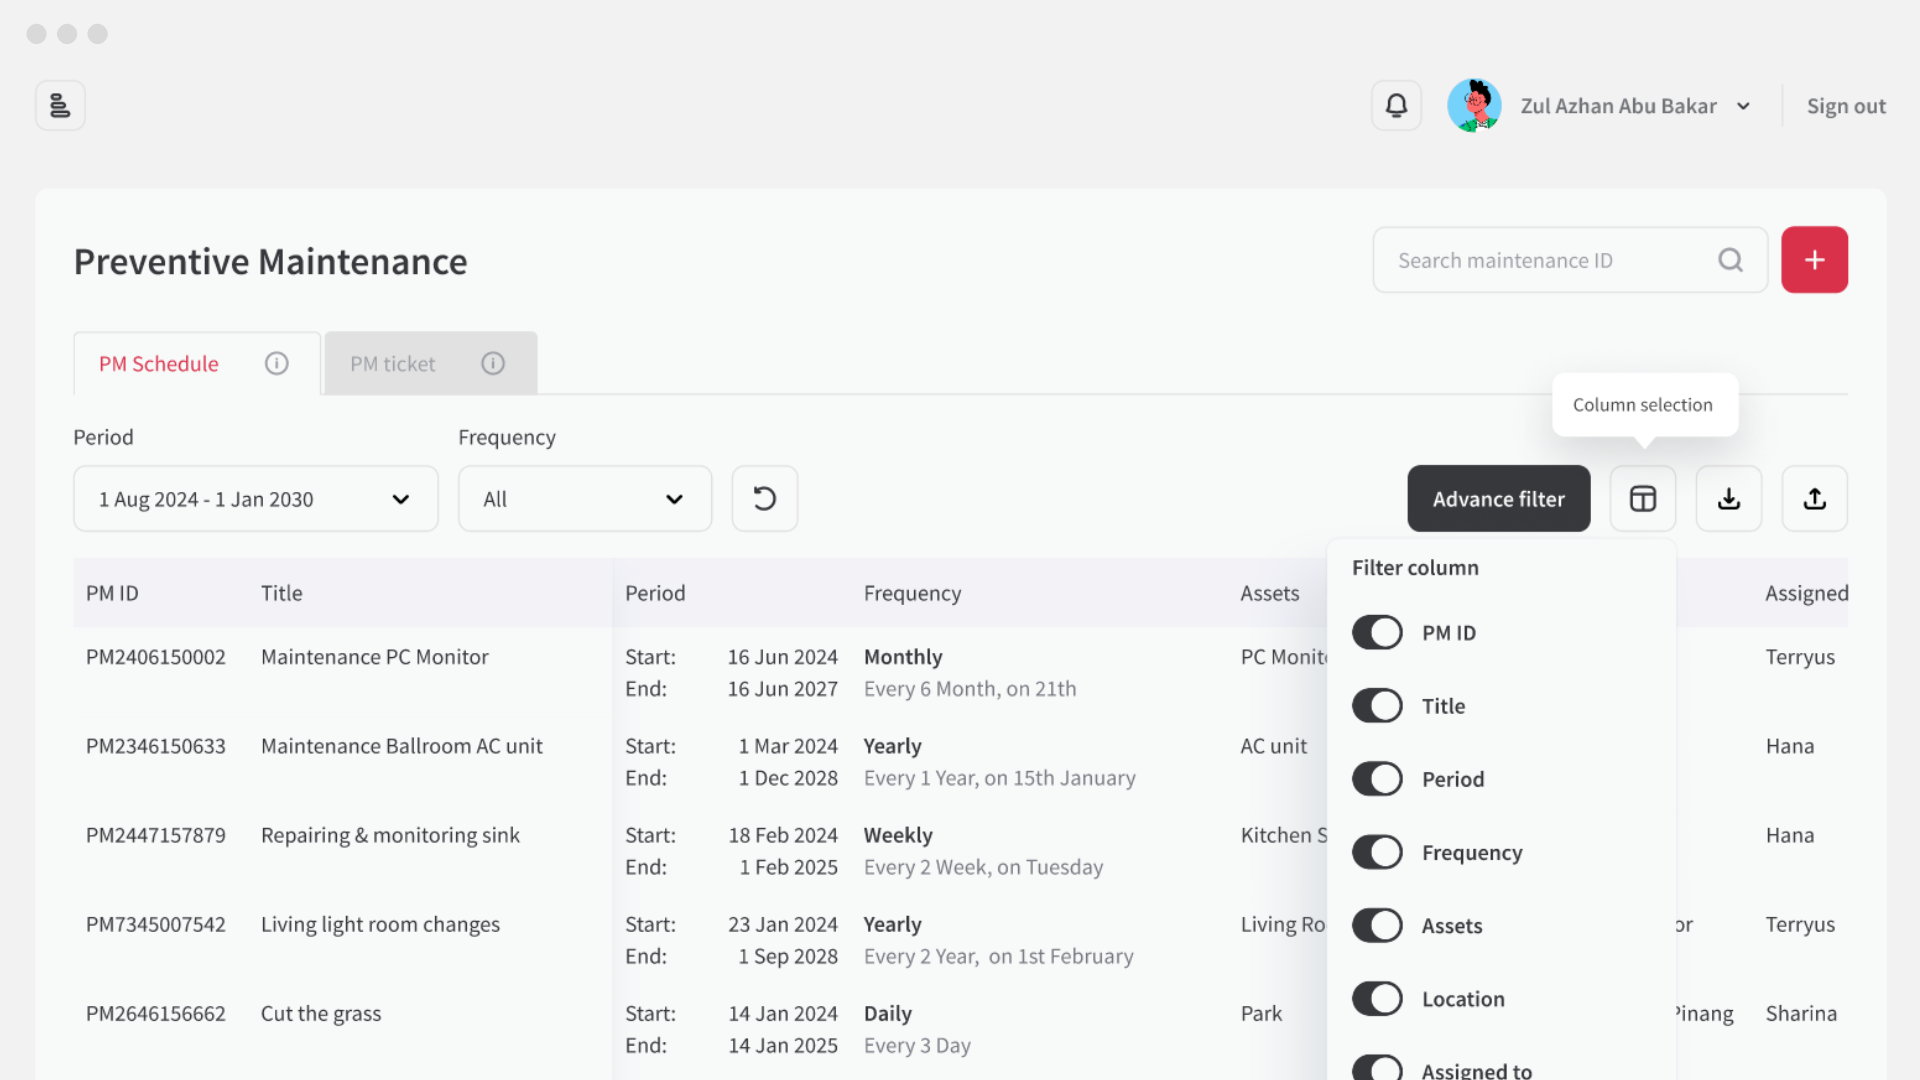 Zul Azhan Abu Bakar
Sign out
Preventive Maintenance
Search maintenance ID
PM Schedule
PM ticket
Column selection
Period
Frequency
1 Aug 2024 - 1 Jan 2030
All
Advance filter
PM ID Title Period Frequency Assets Assigned
PM2406150002 Maintenance PC Monitor Start: 16 Jun 2024 Monthly PC Monit Terryus
End: 16 Jun 2027 Every 6 Month, on 21th
PM2346150633 Maintenance Ballroom AC unit Start: 1 Mar 2024 Yearly AC unit Hana
End: 1 Dec 2028 Every 1 Year, on 15th January
PM2447157879 Repairing & monitoring sink Start: 18 Feb 2024 Weekly Kitchen S Hana
End: 1 Feb 2025 Every 2 Week, on Tuesday
PM7345007542 Living light room changes Start: 23 Jan 2024 Yearly Living Ro or Terryus
End: 1 Sep 2028 Every 2 Year, on 1st February
PM2646156662 Cut the grass Start: 14 Jan 2024 Daily Park Pinang Sharina
End: 14 Jan 2025 Every 3 Day
Filter column
PM ID
Title
Period
Frequency
Assets
Location
Assigned to